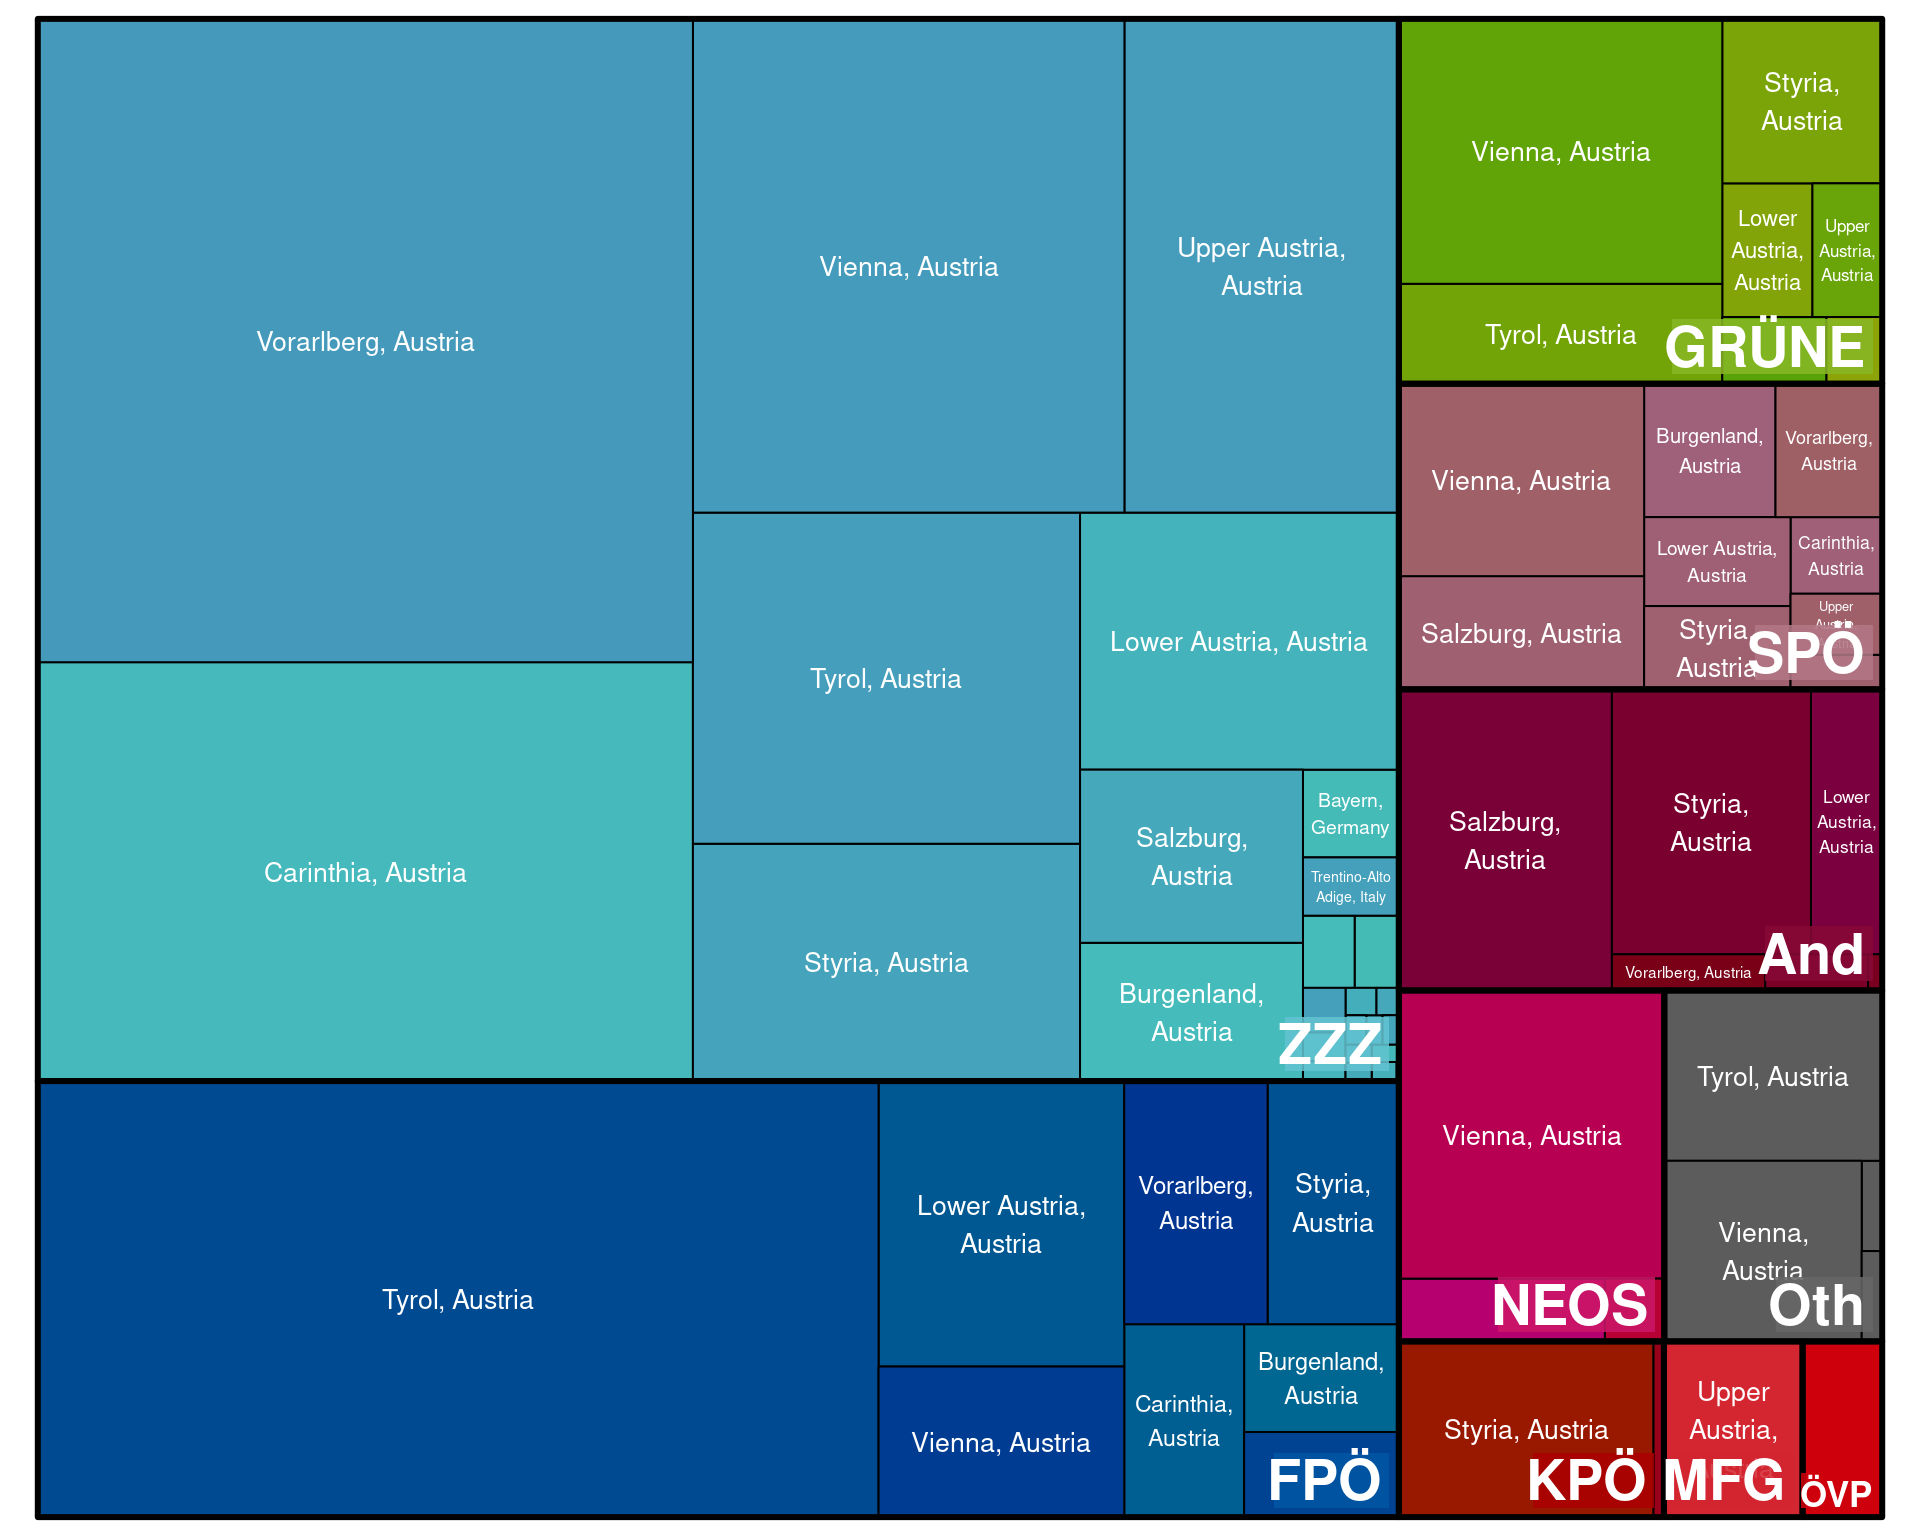 Vorarlberg, Austria
Carinthia, Austria
Vienna, Austria
Upper Austria,
Austria
Tyrol, Austria
Styria, Austria
Lower Austria, Austria
Salzburg,
Austria
Burgenland,
Austria
Bayern,
Germany
Trentino-Alto
Adige, Italy
ZZZ
Tyrol, Austria
Lower Austria,
Austria
Vienna, Austria
Vorarlberg,
Austria
Styria,
Austria
Carinthia,
Austria
Burgenland,
Austria
FPÖ
Vienna, Austria
Tyrol, Austria
Styria,
Austria
Lower
Austria,
Austria
Upper
Austria,
Austria
GRÜNE
Vienna, Austria
Salzburg, Austria
Burgenland,
Austria
Vorarlberg,
Austria
Lower Austria,
Austria
Carinthia,
Austria
Styria,
Austria
Upper
Austria,
SPÖ
Salzburg,
Austria
Styria,
Austria
Lower
Austria,
Austria
Vorarlberg, Austria
And
Vienna, Austria
NEOS
Tyrol, Austria
Vienna,
Austria
Oth
Styria, Austria
KPÖ
Upper
Austria,
MFG
ÖVP